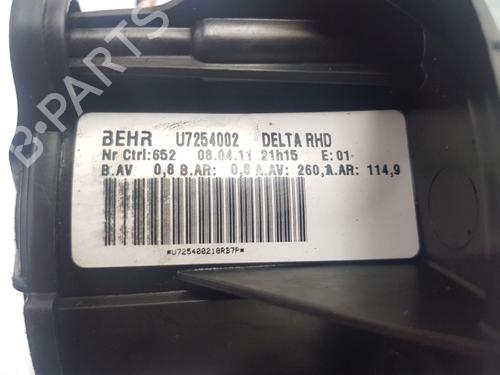 BEHR U7254002 DELTA RHD
Nr Ctrl:652 08.04.11 21h15 E:01-
B.AV 0,8 B.AR: 0,8 A.AV: 260, A.AR: 114,9
*U725400218RB7P*